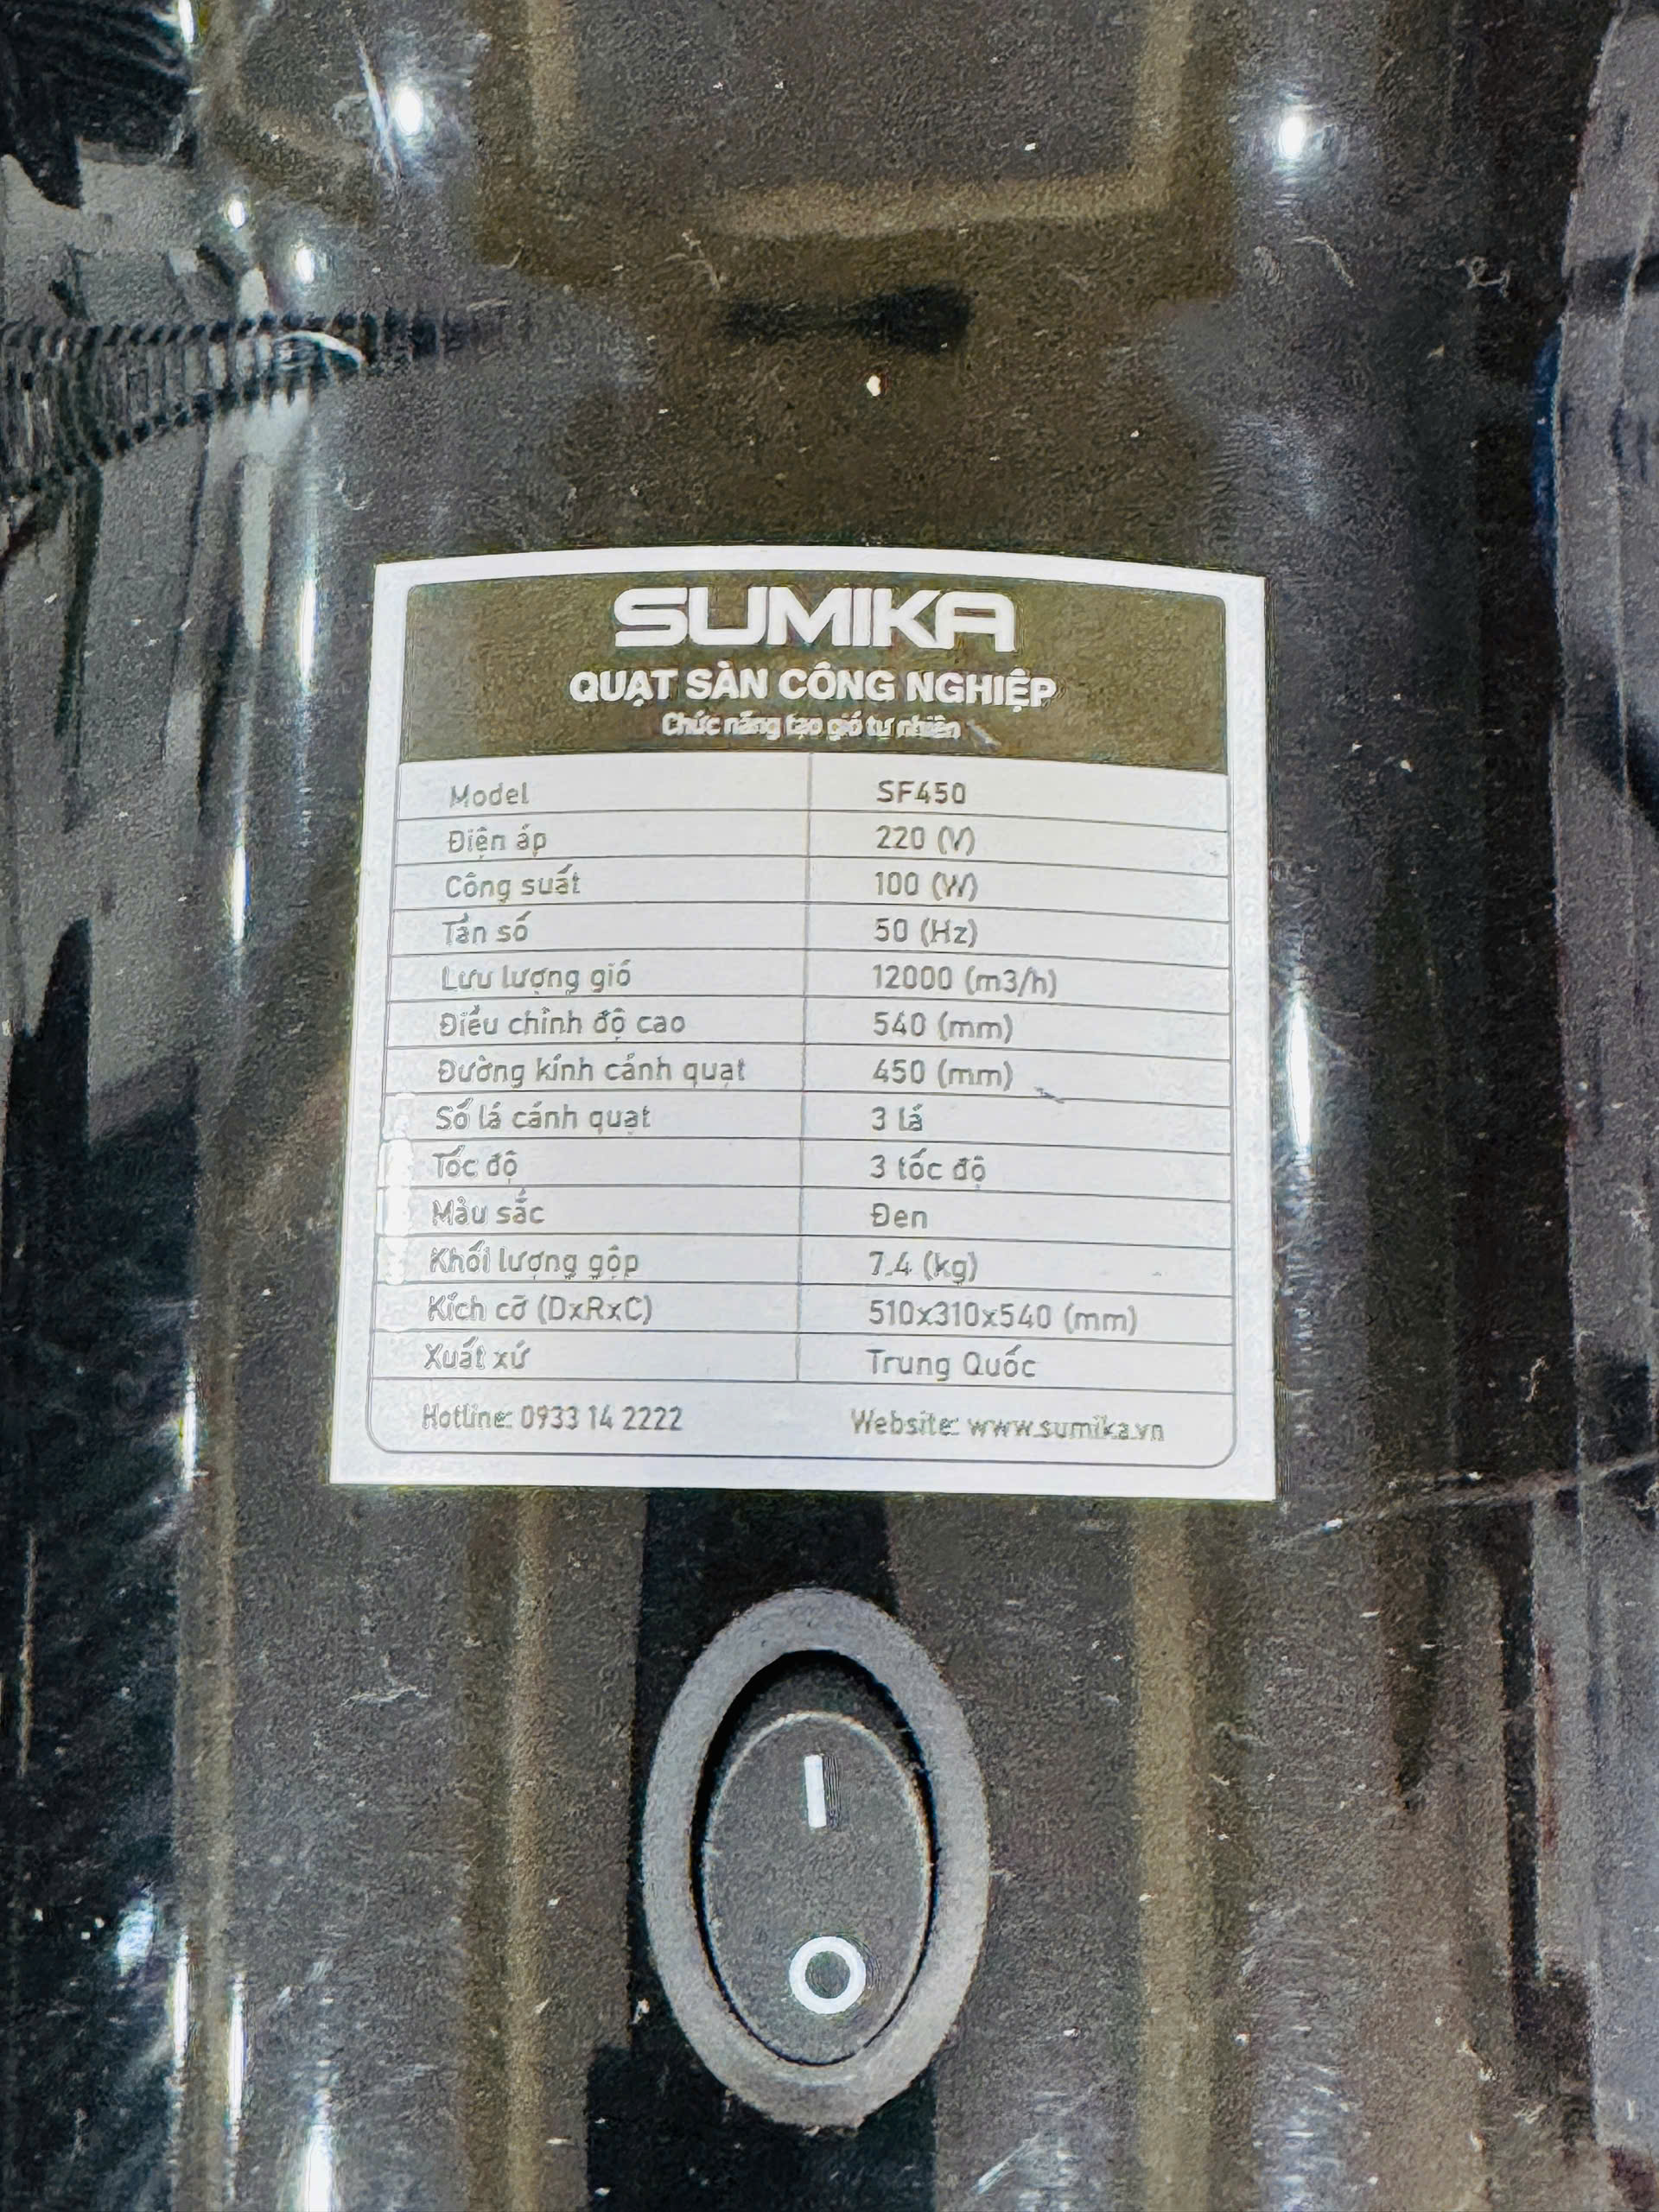 SUMIKA
QUẠT SÀN CÔNG NGHIỆP
Chức năng tạo gió tự nhiên
Model SF450
Điện áp 220 (V)
Công suất 100 (W)
Tần số 50 (Hz)
Lưu lượng gió 12000 (m3/h)
Điều chỉnh độ cao 540 (mm)
Đường kính cánh quạt 450 (mm)
Số lá cánh quạt 3 lá
Tốc độ 3 tốc độ
Màu sắc Đen
Khối lượng gộp 7.4 (kg)
Kích cỡ (DxRxC) 510x310x540 (mm)
Xuất xứ Trung Quốc
Hotline: 0933 14 2222 Website: www.sumika.vn
I
O